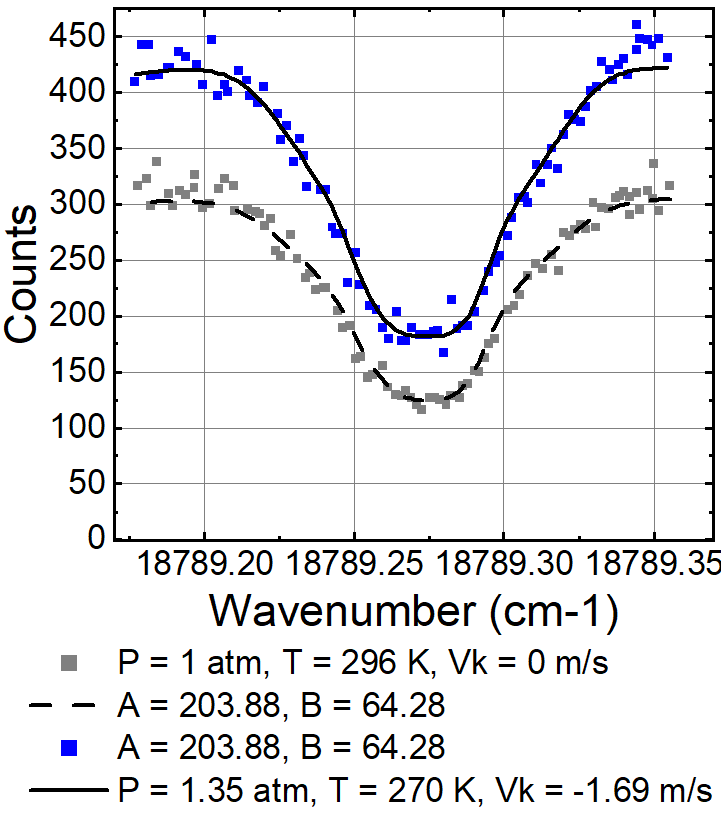 450
400
350
300
250
200
150
100
50
0
Counts
18789.20 18789.25 18789.30 18789.35
Wavenumber (cm-1)
P = 1 atm, T = 296 K, Vk = 0 m/s
A = 203.88, B = 64.28
A = 203.88, B = 64.28
P = 1.35 atm, T = 270 K, Vk = -1.69 m/s